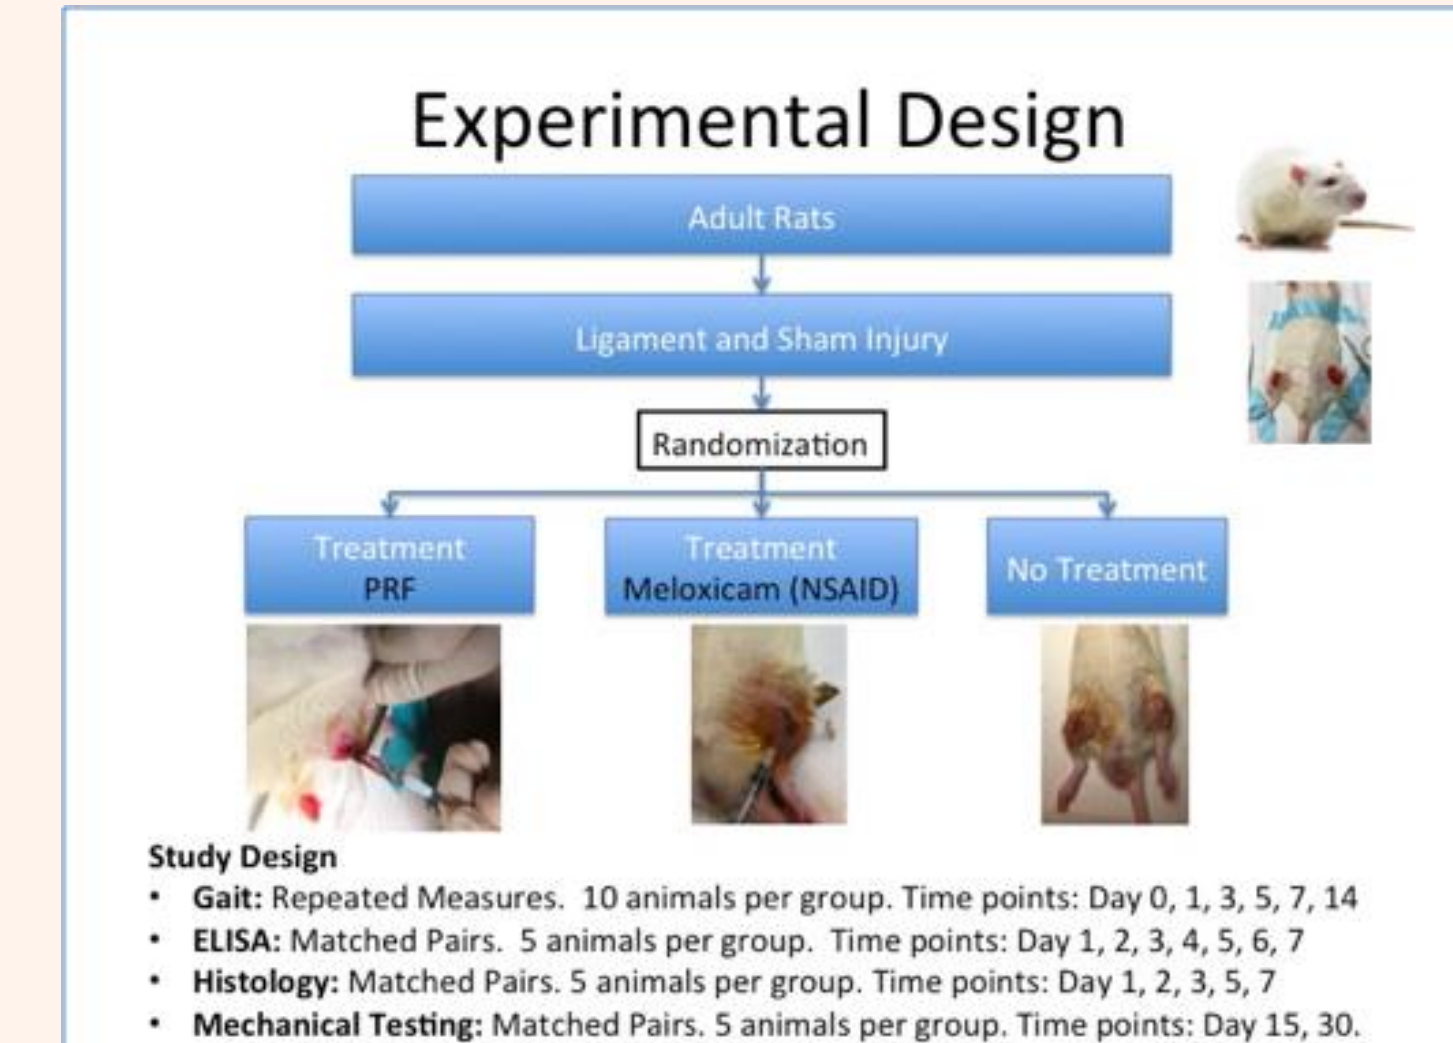 Experimental Design
Adult Rats
Ligament and Sham Injury
Randomization
Treatment
PRF
Treatment
Meloxicam (NSAID)
No Treatment
Study Design
• Gait: Repeated Measures. 10 animals per group. Time points: Day 0, 1, 3, 5, 7, 14
• ELISA: Matched Pairs. 5 animals per group. Time points: Day 1, 2, 3, 4, 5, 6, 7
• Histology: Matched Pairs. 5 animals per group. Time points: Day 1, 2, 3, 5, 7
• Mechanical Testing: Matched Pairs. 5 animals per group. Time points: Day 15, 30.